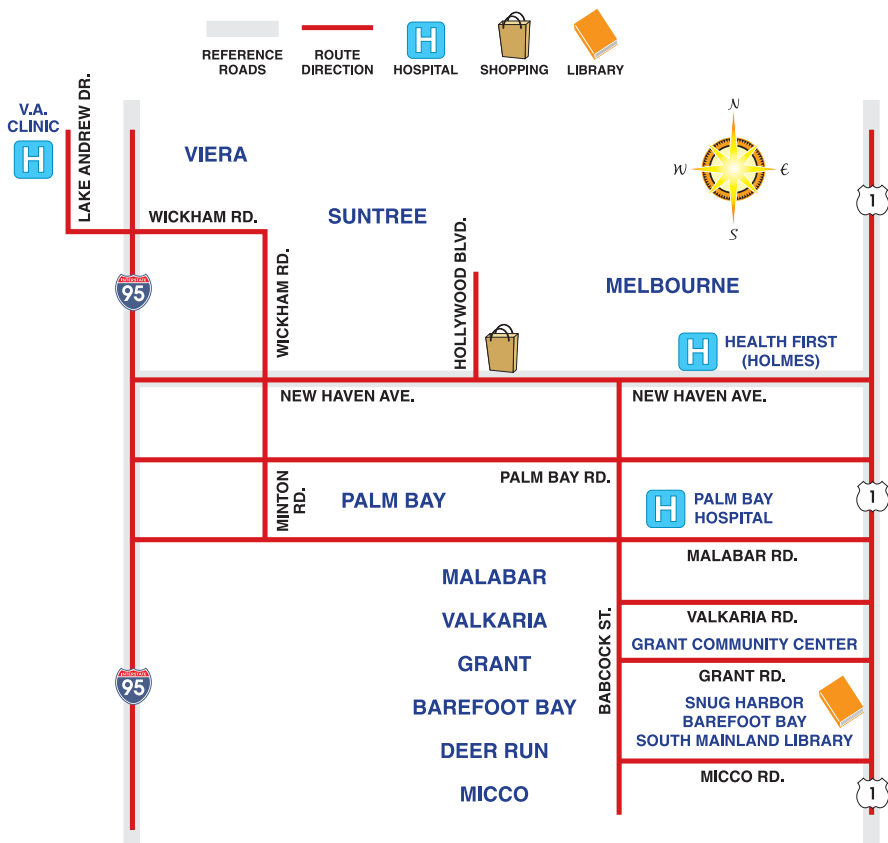 REFERENCE
ROADS
ROUTE
DIRECTION
H
HOSPITAL
SHOPPING
LIBRARY
V.A.
CLINIC
H
LAKE ANDREW DR.
VIERA
N
W
E
S
1
WICKHAM RD.
SUNTREE
WICKHAM RD.
HOLLYWOOD BLVD.
INTERSTATE
95
MELBOURNE
H
HEALTH FIRST
(HOLMES)
NEW HAVEN AVE.
NEW HAVEN AVE.
PALM BAY RD.
MINTON
RD.
PALM BAY
H
PALM BAY
HOSPITAL
1
MALABAR RD.
MALABAR
VALKARIA
GRANT
BAREFOOT BAY
DEER RUN
MICCO
BABCOCK ST.
VALKARIA RD.
GRANT COMMUNITY CENTER
GRANT RD.
INTERSTATE
95
SNUG HARBOR
BAREFOOT BAY
SOUTH MAINLAND LIBRARY
MICCO RD.
1